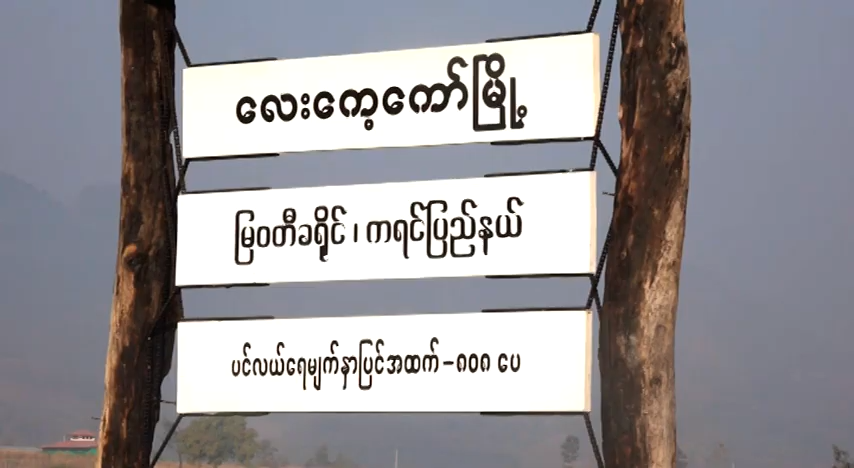 လေးကေ့ကော်မြို့
မြဝတီခရိုင် ၊ ကရင်ပြည်နယ်
ပင်လယ်ရေမျက်နှာပြင်အထက် - ၈၀၈ ပေ